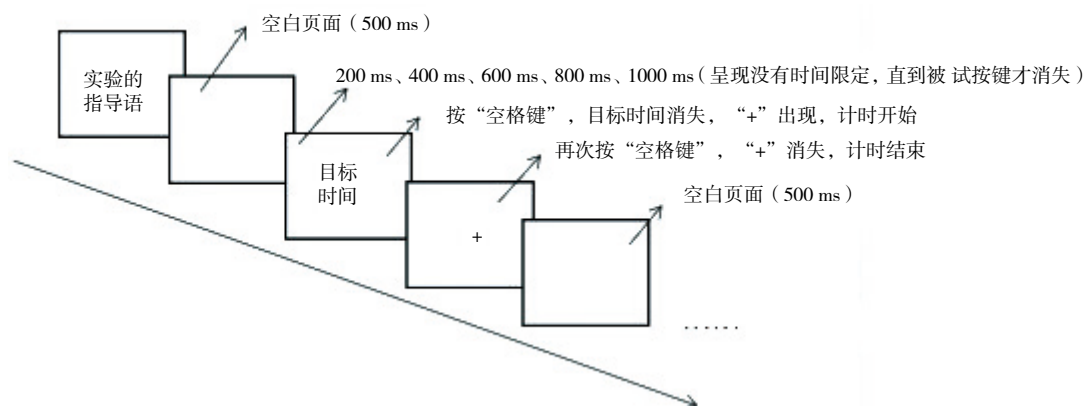 空白页面（500 ms）
实验的
指导语
200 ms、400 ms、600 ms、800 ms、1000 ms（呈现没有时间限定，直到被 试按键才消失）
按“空格键”，目标时间消失，“+”出现，计时开始
再次按“空格键”，“+”消失，计时结束
目标
时间
空白页面（500 ms）
+
······